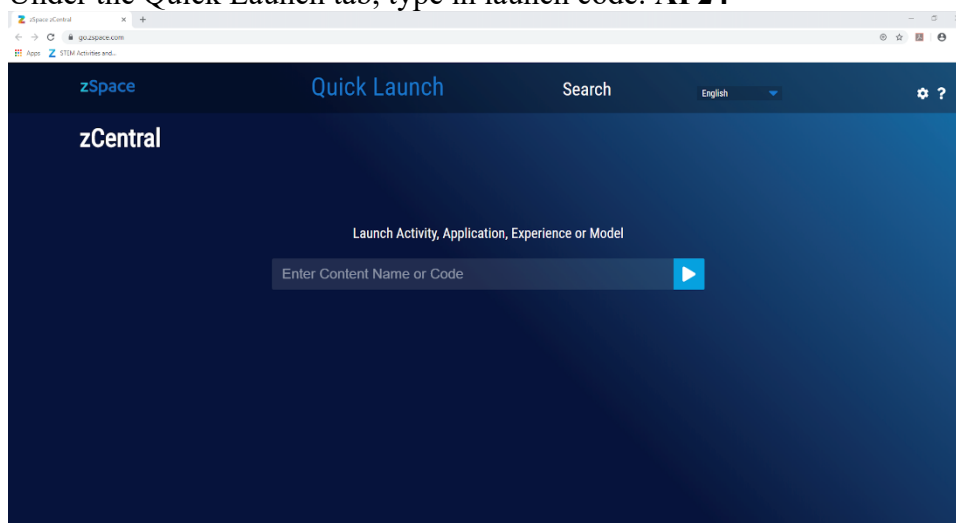 Under the Quick Launch tab, type in launch code: AP24
zSpace zCentral
go.zspace.com
Apps Z STEM Activities and...
zSpace Quick Launch Search English ?
zCentral
Launch Activity, Application, Experience or Model
Enter Content Name or Code